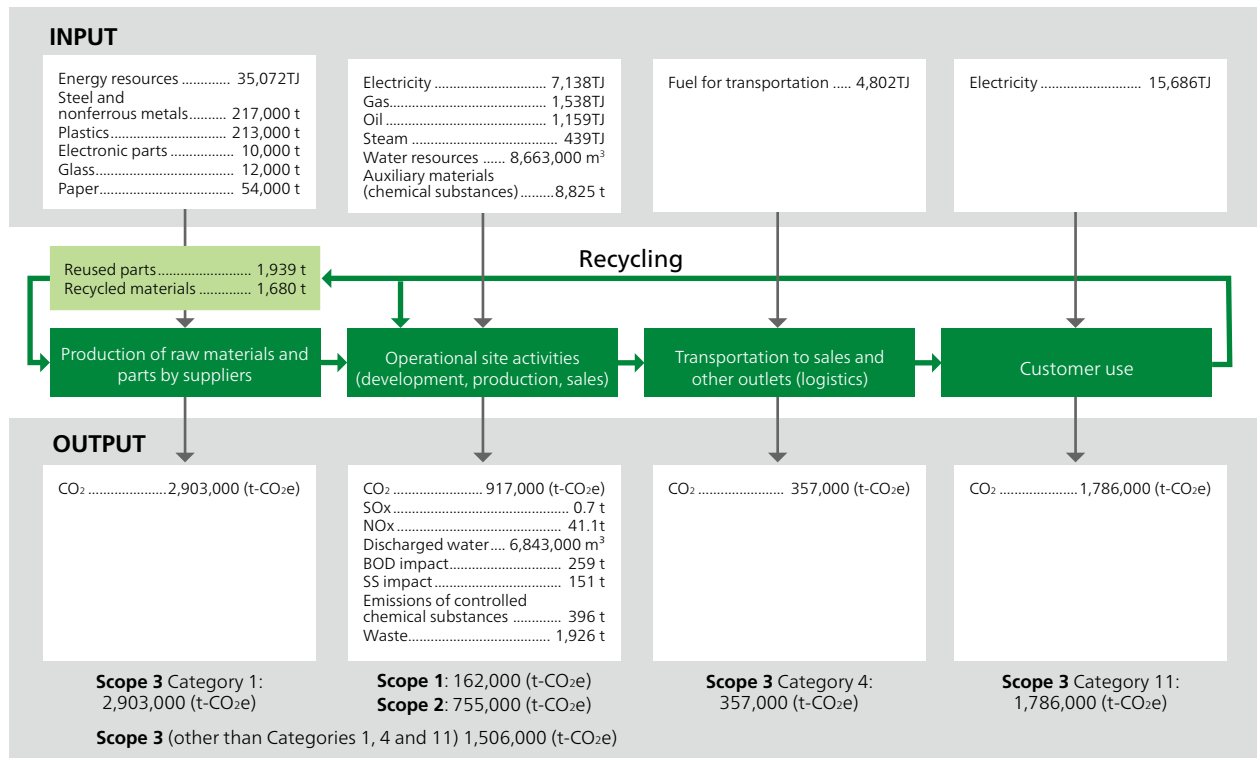 INPUT
Energy resources ............. 35,072TJ
Steel and
nonferrous metals......... 217,000 t
Plastics............................ 213,000 t
Electronic parts ............... 10,000 t
Glass................................. 12,000 t
Paper................................ 54,000 t
Electricity ........................... 7,138TJ
Gas...................................... 1,538TJ
Oil ....................................... 1,159TJ
Steam ................................... 439TJ
Water resources ...... 8,663,000 m³
Auxiliary materials
(chemical substances) ........8,825 t
Fuel for transportation ..... 4,802TJ
Electricity ........................... 15,686TJ
Recycling
Reused parts....................... 1,939 t
Recycled materials ............. 1,680 t
Production of raw materials and
parts by suppliers
Operational site activities
(development, production, sales)
Transportation to sales and
other outlets (logistics)
Customer use
OUTPUT
CO₂ .....................2,903,000 (t-CO₂e)
CO₂ ....................... 917,000 (t-CO₂e)
SOx .......................................... 0.7 t
NOx ........................................ 41.1t
Discharged water .... 6,843,000 m³
BOD impact........................... 259 t
SS impact ............................... 151 t
Emissions of controlled
chemical substances ............. 396 t
Waste................................... 1,926 t
CO₂ ...................... 357,000 (t-CO₂e)
CO₂ .....................1,786,000 (t-CO₂e)
Scope 3 Category 1:
2,903,000 (t-CO₂e)
Scope 1: 162,000 (t-CO₂e)
Scope 2: 755,000 (t-CO₂e)
Scope 3 Category 4:
357,000 (t-CO₂e)
Scope 3 Category 11:
1,786,000 (t-CO₂e)
Scope 3 (other than Categories 1, 4 and 11) 1,506,000 (t-CO₂e)